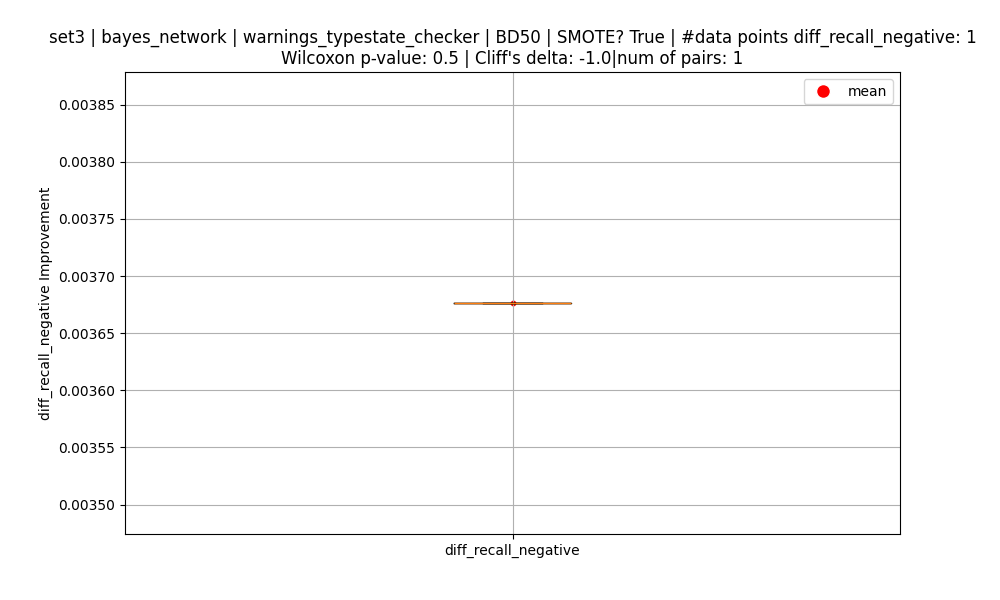 set3 | bayes_network | warnings_typestate_checker | BD50 | SMOTE? True | #data points diff_recall_negative: 1
Wilcoxon p-value: 0.5 | Cliff's delta: -1.0|num of pairs: 1
mean
diff_recall_negative Improvement
0.00385
0.00380
0.00375
0.00370
0.00365
0.00360
0.00355
0.00350
diff_recall_negative